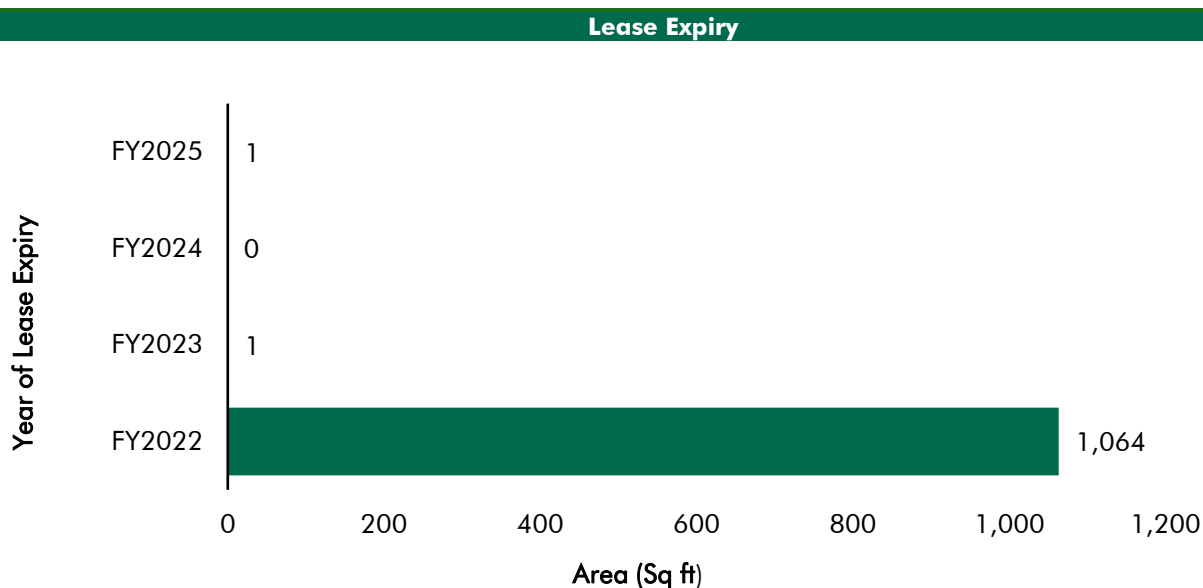 Lease Expiry
Year of Lease Expiry
FY2025 1
FY2024 0
FY2023 1
FY2022 1,064
0 200 400 600 800 1,000 1,200
Area (Sq ft)